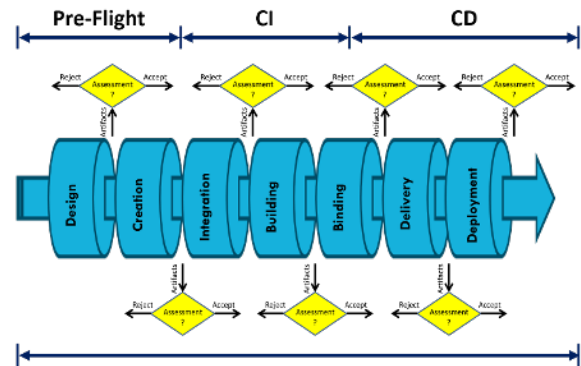 Pre-Flight
CI
CD
Reject
Assessment
?
Accept
Reject
Assessment
?
Accept
Reject
Assessment
?
Accept
Reject
Assessment
?
Accept
Artifacts
Artifacts
Artifacts
Artifacts
Design
Creation
Integration
Building
Binding
Delivery
Deployment
Artifacts
Artifacts
Artifacts
Reject
Assessment
?
Accept
Reject
Assessment
?
Accept
Reject
Assessment
?
Accept